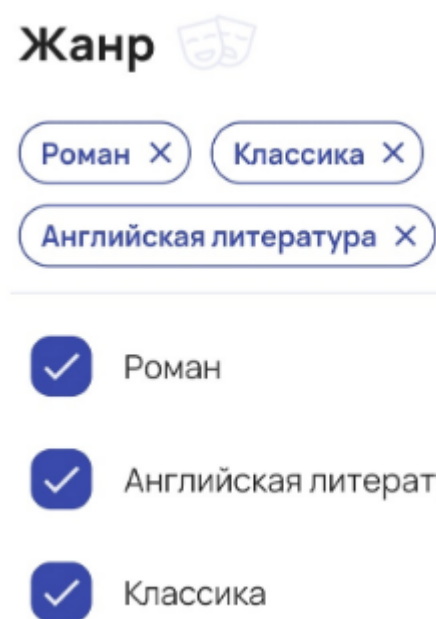 Жанр
Роман × Классика ×
Английская литература ×
Роман
Английская литерат
Классика